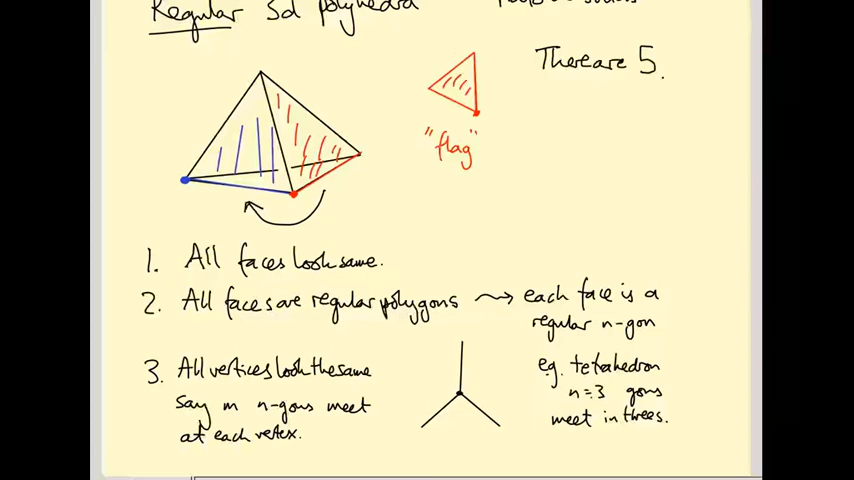 Regular 3d polyhedra
There are 5.
"flag"
1. All faces look same.
2. All faces are regular polygons ⇝ each face is a
regular n-gon
3. All vertices look the same
say m n-gons meet
at each vertex.
e.g. tetrahedron
n=3 gons
meet in threes.